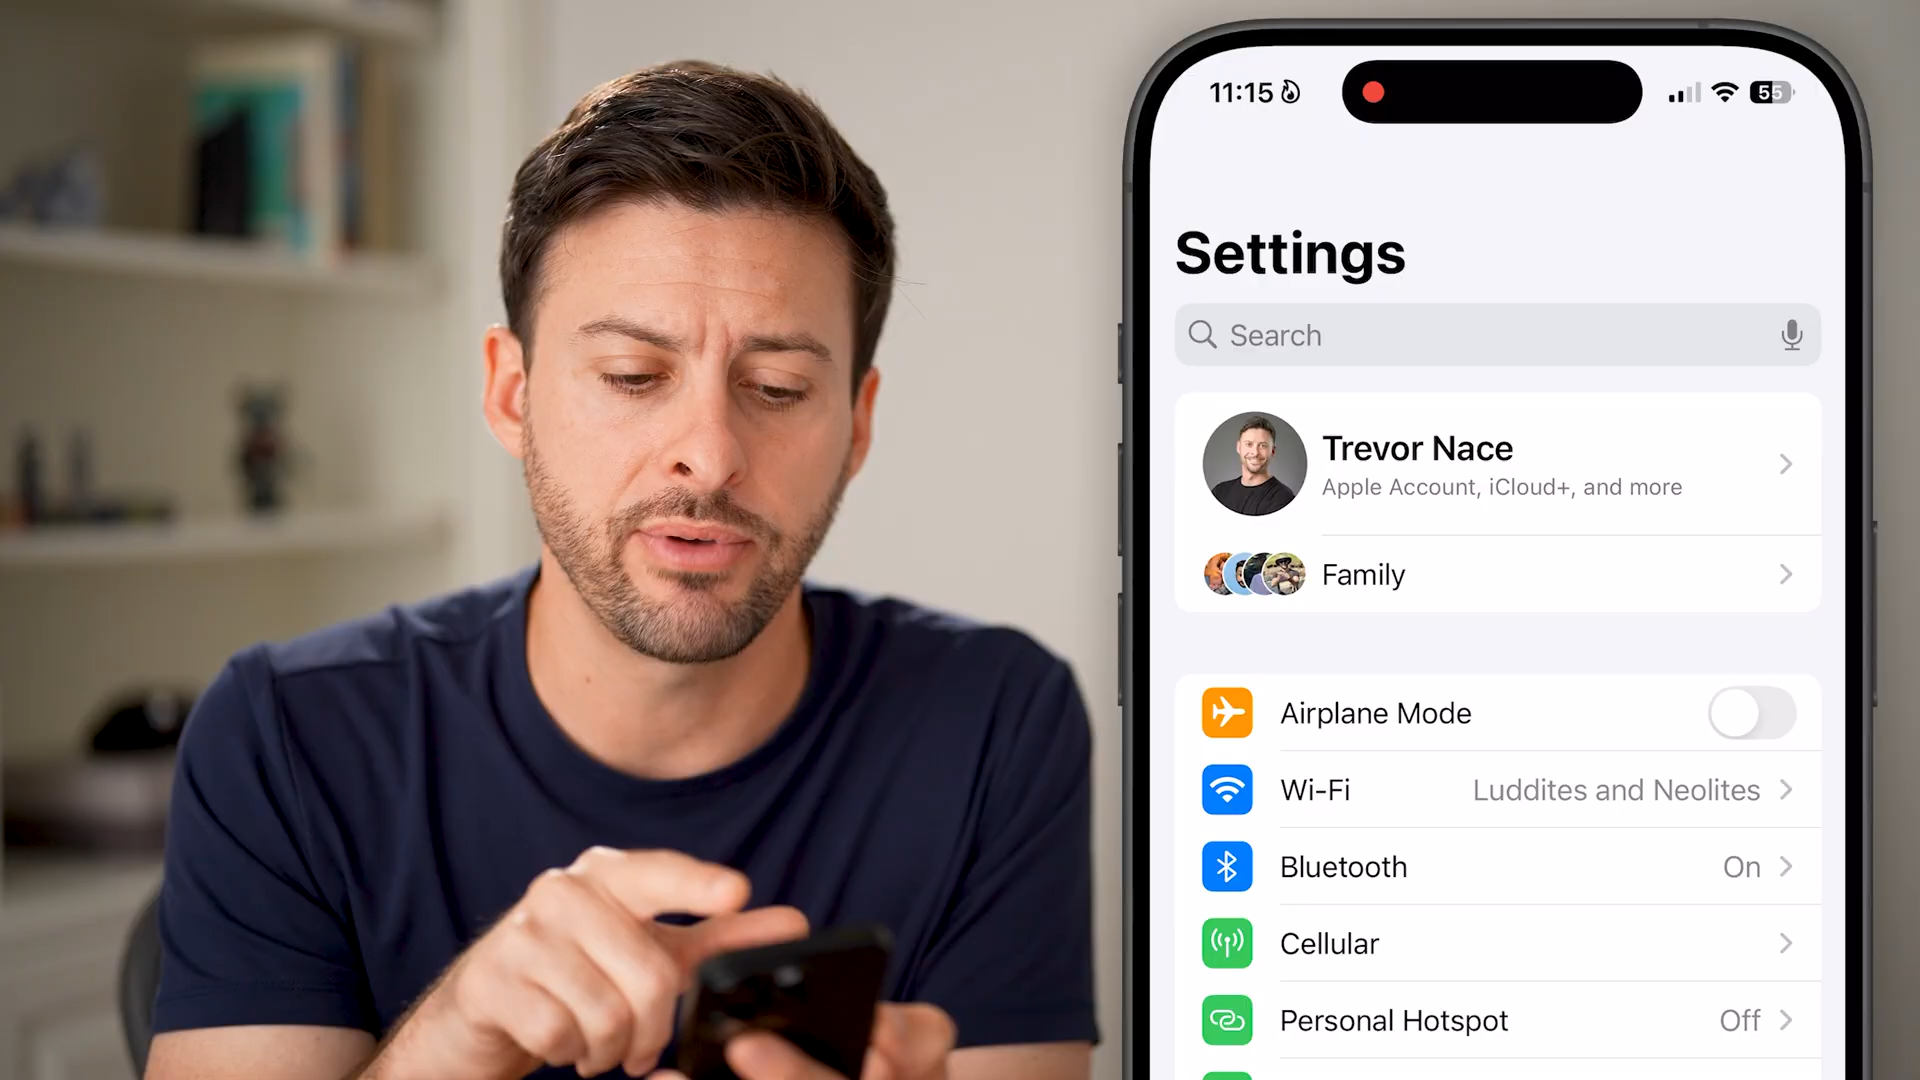 11:15
55
Settings
Search
Trevor Nace
Apple Account, iCloud+, and more
Family
Airplane Mode
Wi-Fi Luddites and Neolites
Bluetooth On
Cellular
Personal Hotspot Off